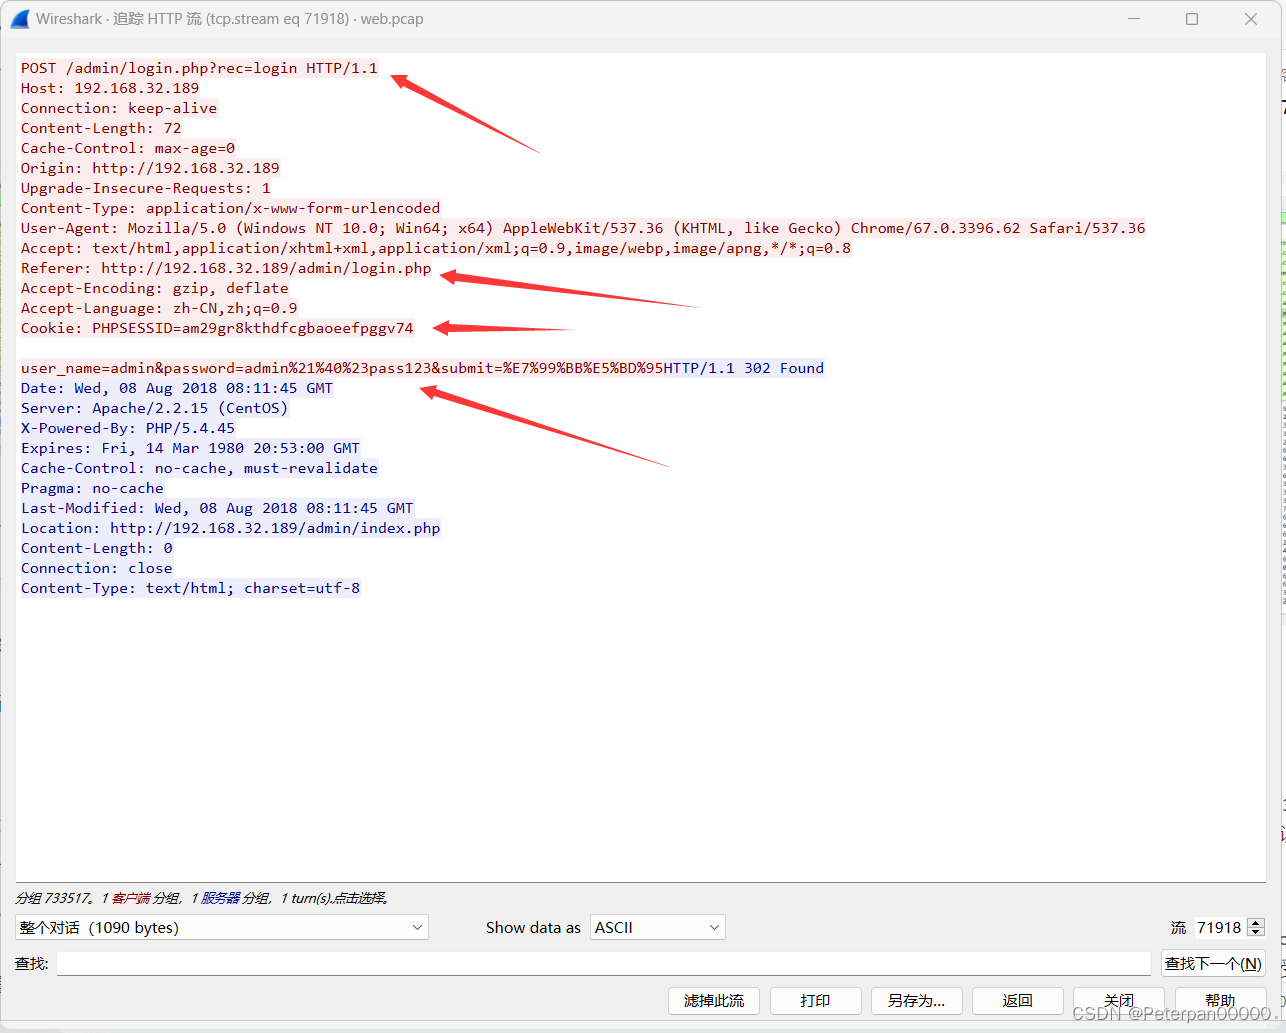 Wireshark · 追踪 HTTP 流 (tcp.stream eq 71918) · web.pcap
POST /admin/login.php?rec=login HTTP/1.1
Host: 192.168.32.189
Connection: keep-alive
Content-Length: 72
Cache-Control: max-age=0
Origin: http://192.168.32.189
Upgrade-Insecure-Requests: 1
Content-Type: application/x-www-form-urlencoded
User-Agent: Mozilla/5.0 (Windows NT 10.0; Win64; x64) AppleWebKit/537.36 (KHTML, like Gecko) Chrome/67.0.3396.62 Safari/537.36
Accept: text/html,application/xhtml+xml,application/xml;q=0.9,image/webp,image/apng,*/*;q=0.8
Referer: http://192.168.32.189/admin/login.php
Accept-Encoding: gzip, deflate
Accept-Language: zh-CN,zh;q=0.9
Cookie: PHPSESSID=am29gr8kthdfcgbaoeefpggv74
user_name=admin&password=admin%21%40%23pass123&submit=%E7%99%BB%E5%BD%95HTTP/1.1 302 Found
Date: Wed, 08 Aug 2018 08:11:45 GMT
Server: Apache/2.2.15 (CentOS)
X-Powered-By: PHP/5.4.45
Expires: Fri, 14 Mar 1980 20:53:00 GMT
Cache-Control: no-cache, must-revalidate
Pragma: no-cache
Last-Modified: Wed, 08 Aug 2018 08:11:45 GMT
Location: http://192.168.32.189/admin/index.php
Content-Length: 0
Connection: close
Content-Type: text/html; charset=utf-8
分组 733517。1 客户端 分组，1 服务器 分组，1 turn(s).点击选择。
整个对话（1090 bytes） Show data as ASCII 流 71918
查找: 查找下一个(N)
滤掉此流 打印 另存为... 返回 关闭 帮助
CSDN @Peterpan00000.